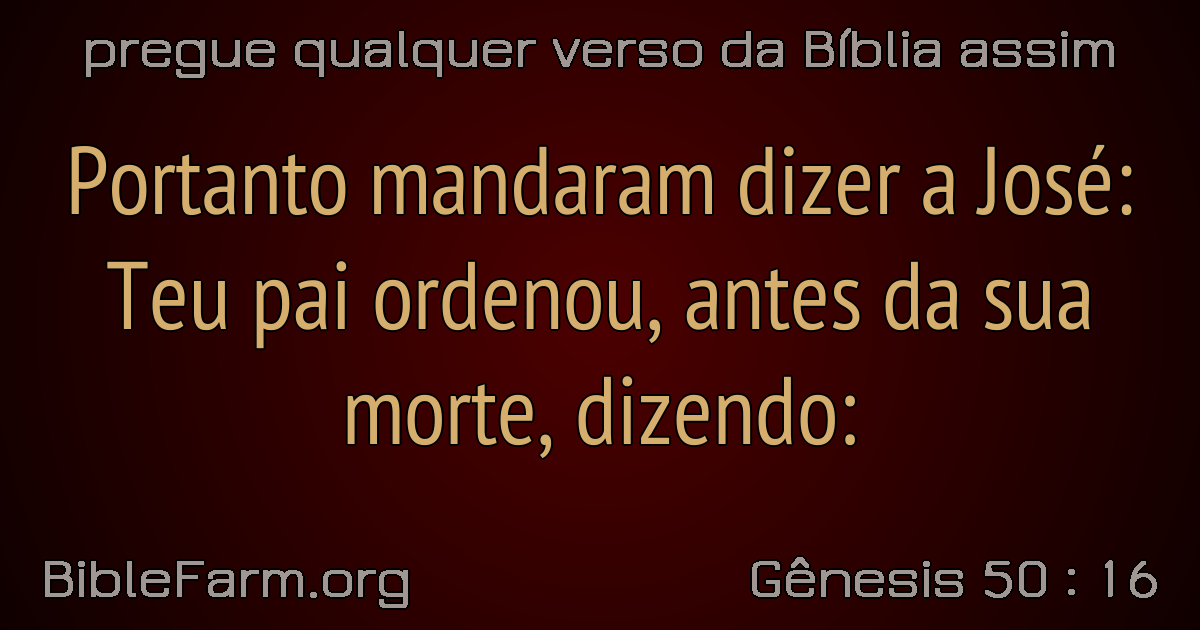 pregue qualquer verso da Bíblia assim
Portanto mandaram dizer a José:
Teu pai ordenou, antes da sua
morte, dizendo:
BibleFarm.org
Gênesis 50 : 16